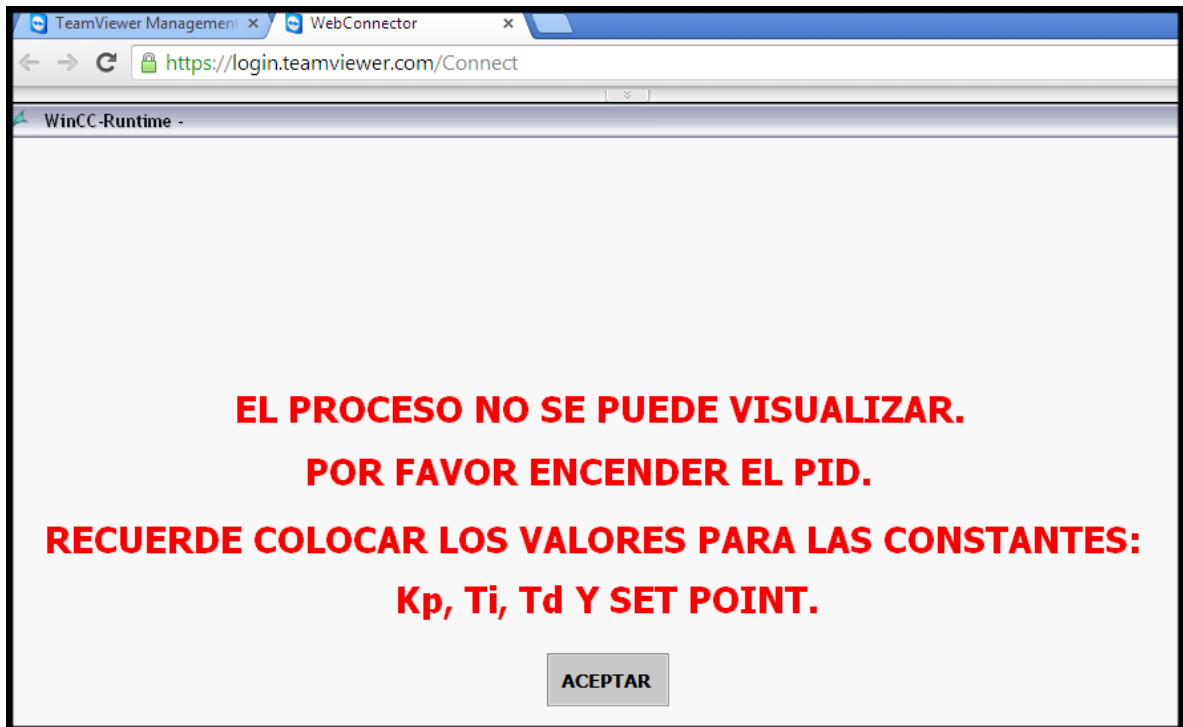 TeamViewer Management
WebConnector
https://login.teamviewer.com/Connect
WinCC-Runtime -
EL PROCESO NO SE PUEDE VISUALIZAR.
POR FAVOR ENCENDER EL PID.
RECUERDE COLOCAR LOS VALORES PARA LAS CONSTANTES:
Kp, Ti, Td Y SET POINT.
ACEPTAR